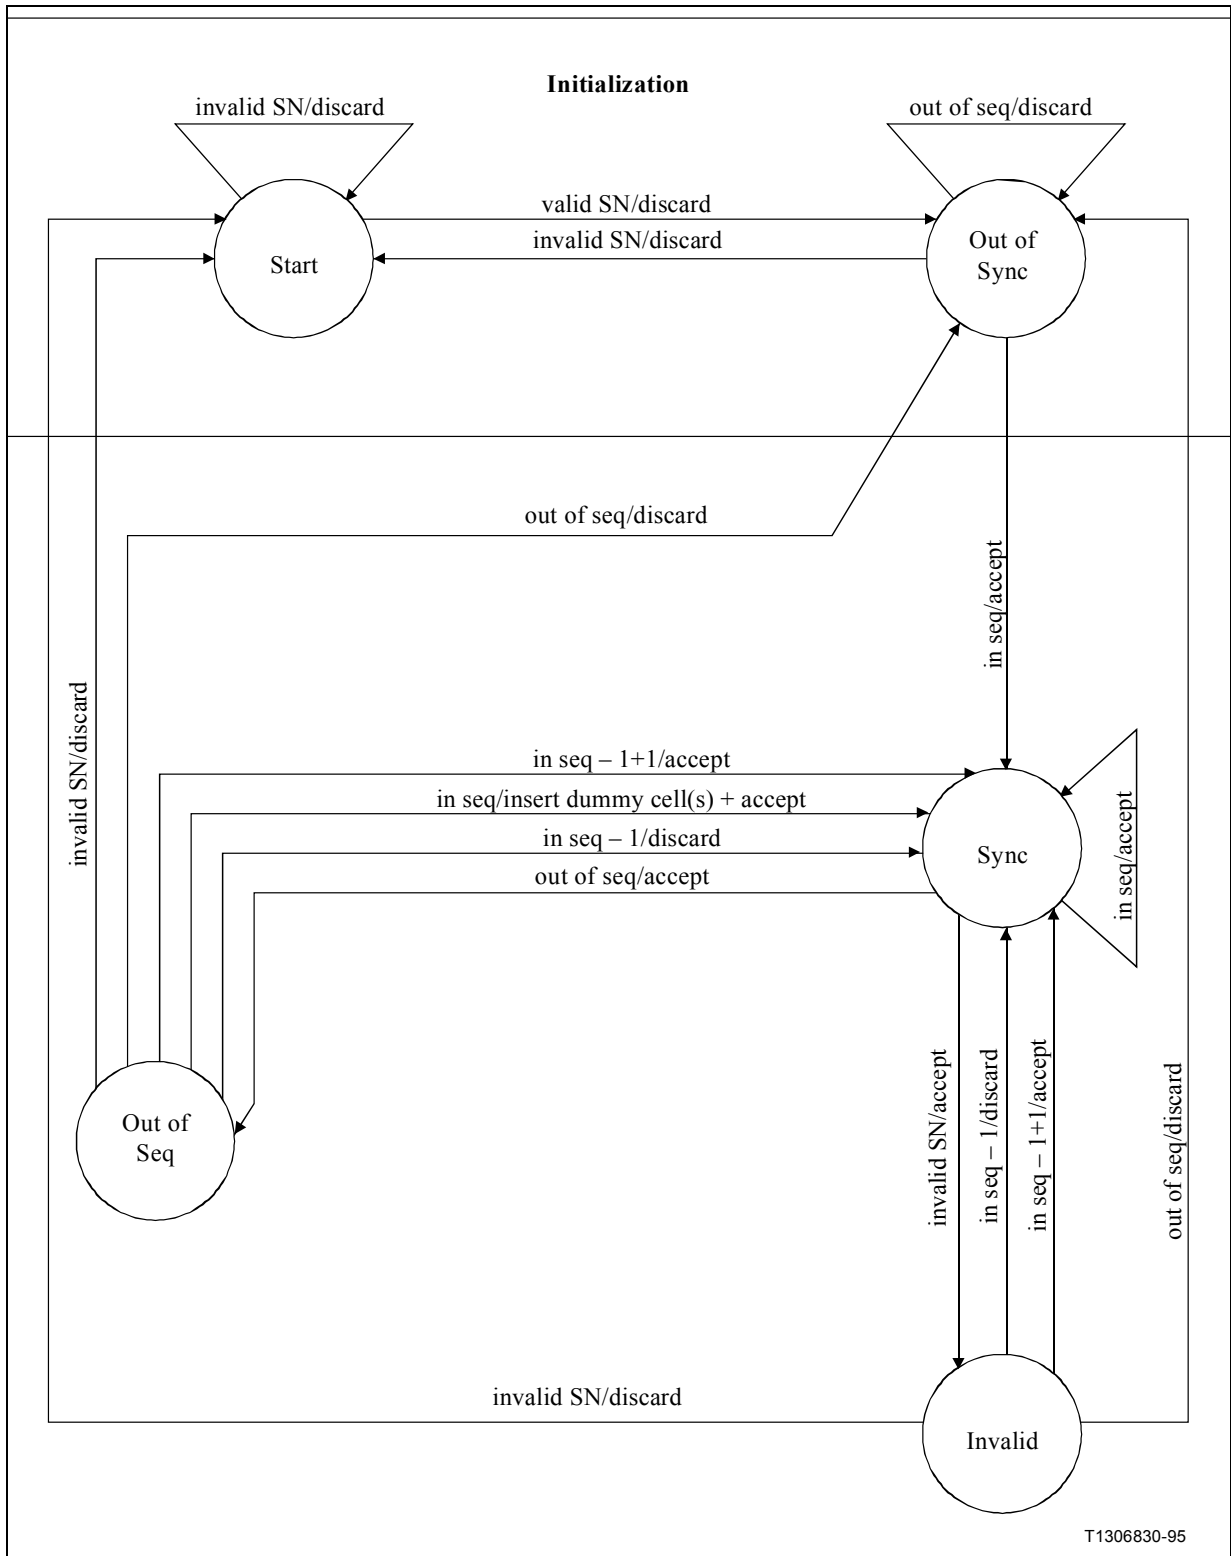 Initialization
invalid SN/discard
out of seq/discard
valid SN/discard
invalid SN/discard
Start
Out of
Sync
out of seq/discard
in seq/accept
invalid SN/discard
in seq – 1+1/accept
in seq/insert dummy cell(s) + accept
in seq – 1/discard
out of seq/accept
Sync
in seq/accept
Out of
Seq
invalid SN/accept
in seq – 1/discard
in seq – 1+1/accept
out of seq/discard
invalid SN/discard
Invalid
T1306830-95